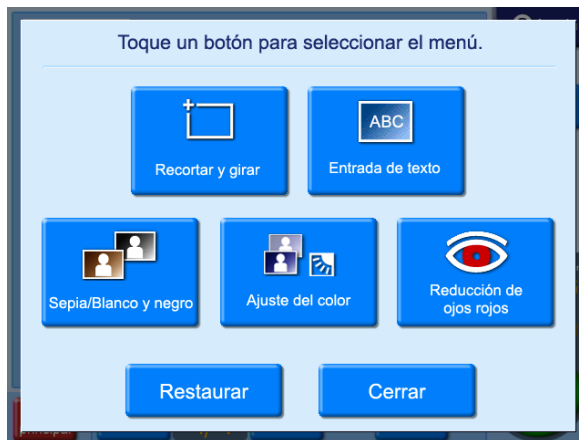 Toque un botón para seleccionar el menú.
ABC
Recortar y girar
Entrada de texto
Sepia/Blanco y negro
Ajuste del color
Reducción de
ojos rojos
Restaurar
Cerrar
principal